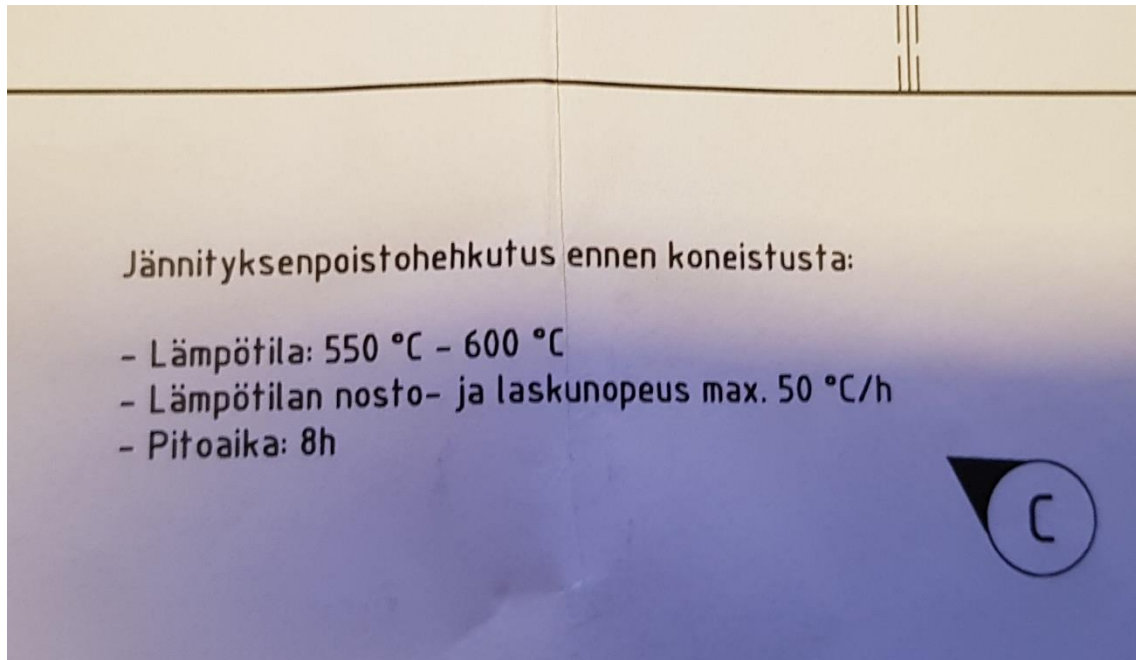 Jännityksenpoistohehkutus ennen koneistusta:
- Lämpötila: 550 °C - 600 °C
- Lämpötilan nosto- ja laskunopeus max. 50 °C/h
- Pitoaika: 8h
C